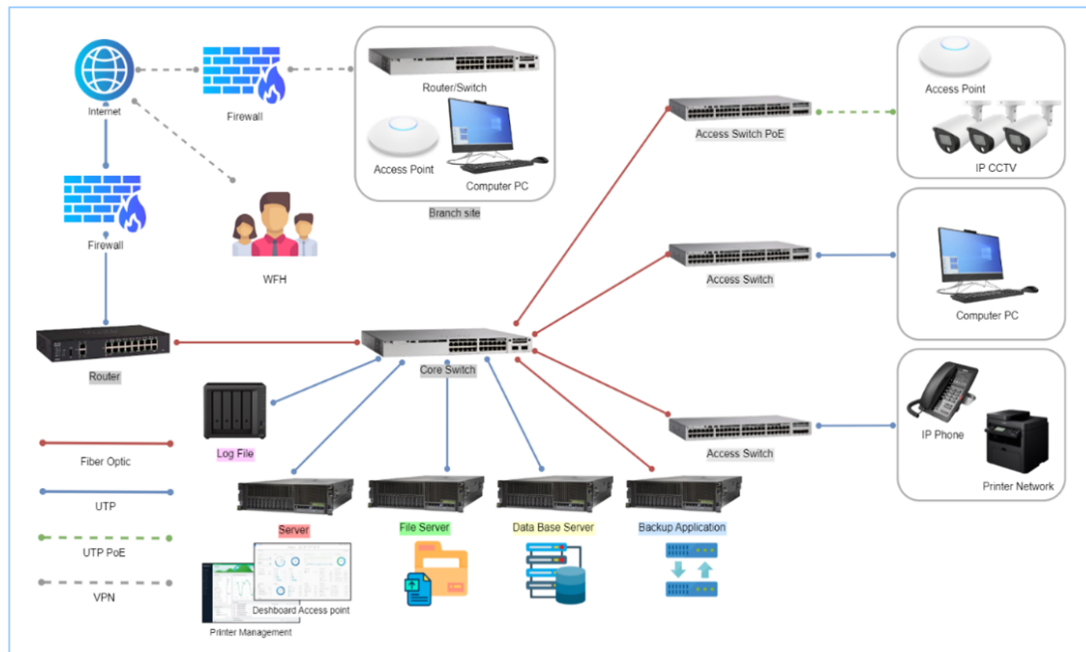 Internet
Firewall
Router/Switch
Access Point
Computer PC
Branch site
Firewall
WFH
Access Switch PoE
Access Point
IP CCTV
Access Switch
Computer PC
Router
Core Switch
Log File
Access Switch
IP Phone
Printer Network
Fiber Optic
UTP
UTP PoE
VPN
Server
File Server
Data Base Server
Backup Application
Deshboard Access point
Printer Management